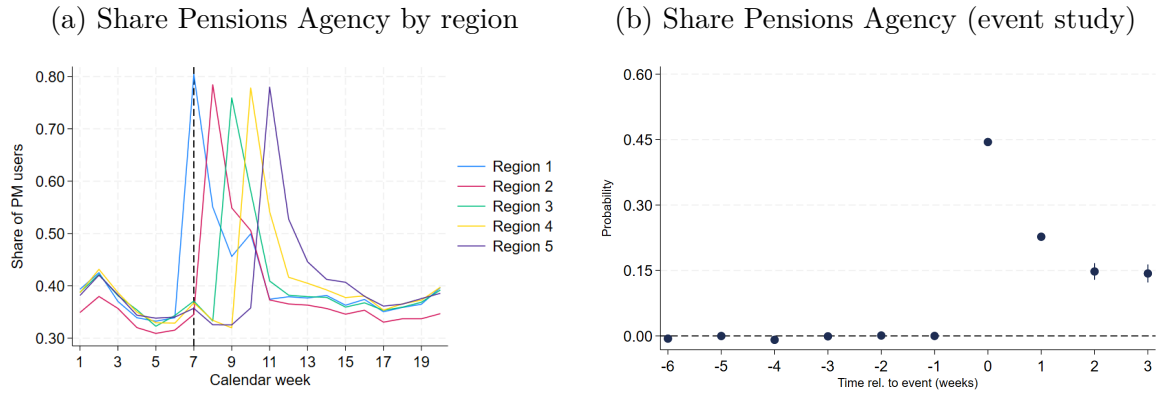 (a) Share Pensions Agency by region
Share of PM users
0.80
0.70
0.60
0.50
0.40
0.30
1 3 5 7 9 11 13 15 17 19
Calendar week
Region 1
Region 2
Region 3
Region 4
Region 5
(b) Share Pensions Agency (event study)
Probability
0.60
0.45
0.30
0.15
0.00
-6 -5 -4 -3 -2 -1 0 1 2 3
Time rel. to event (weeks)